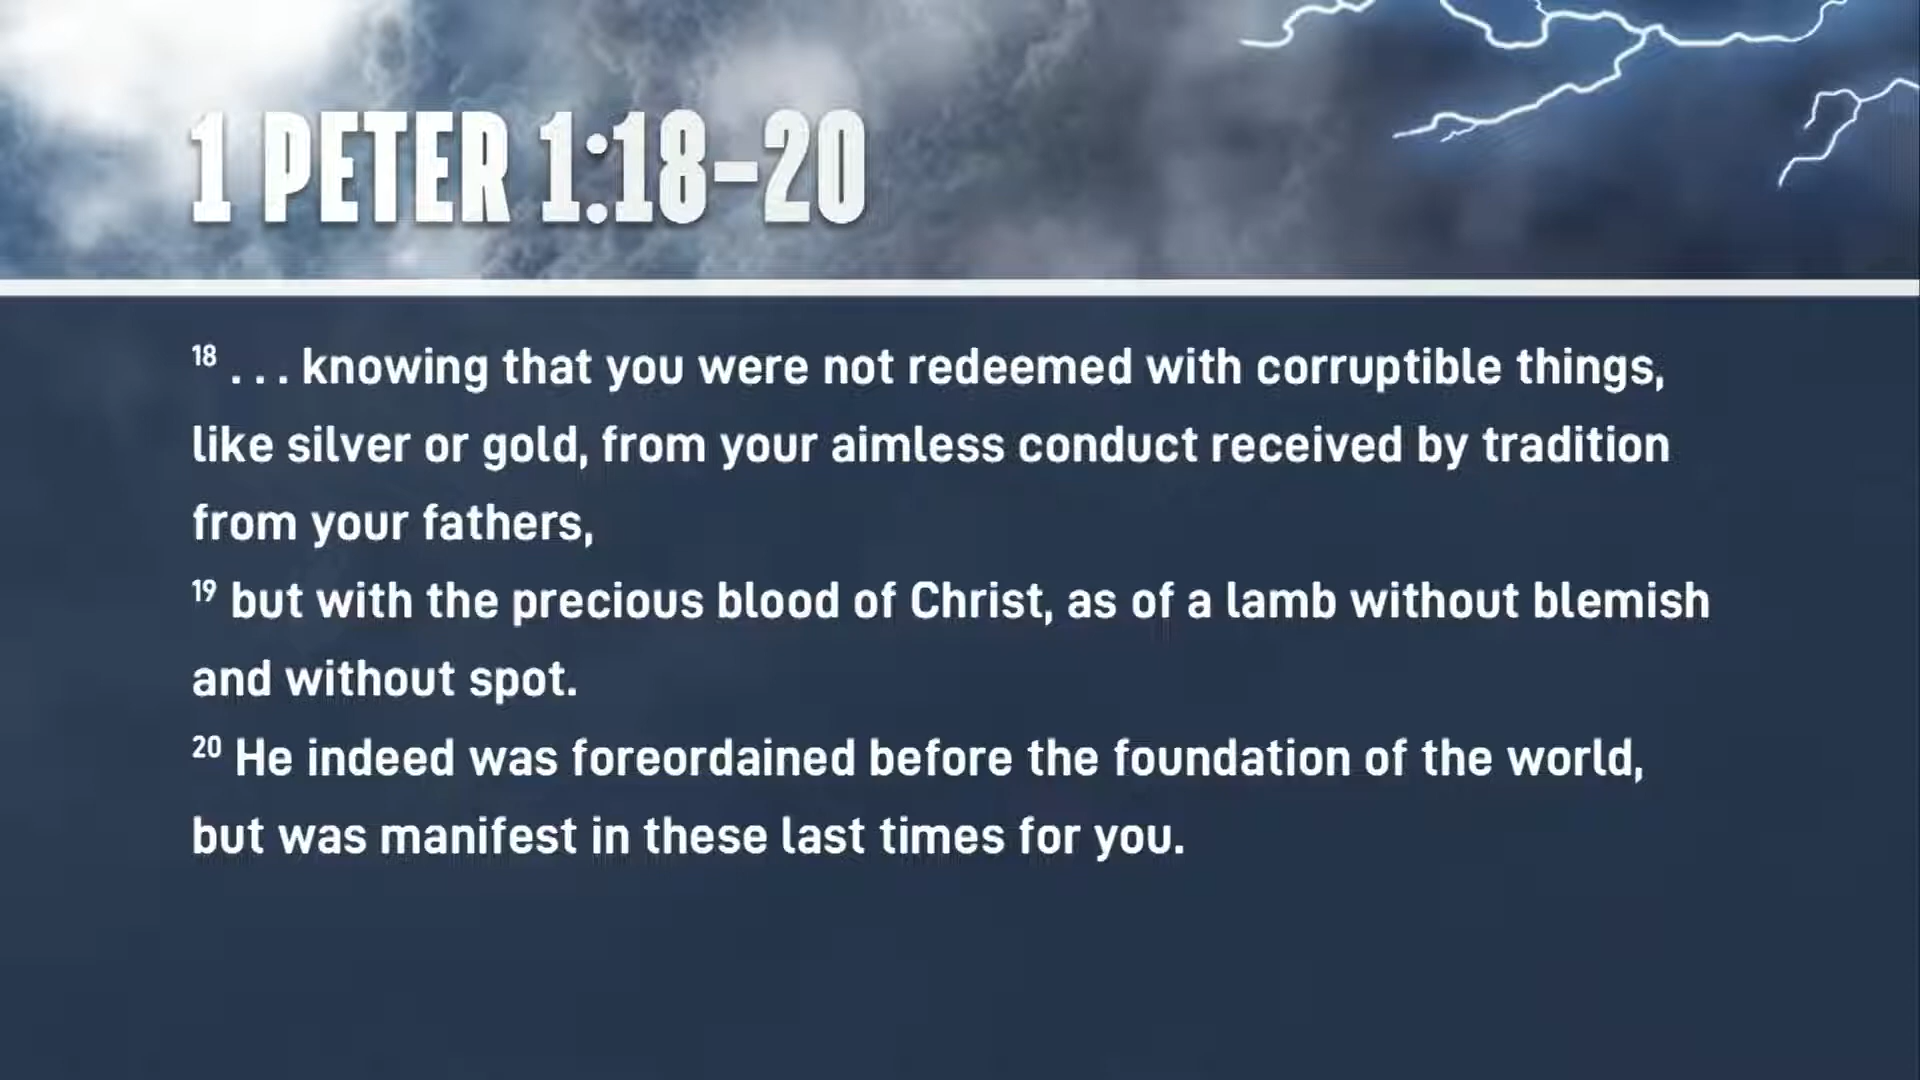 1 PETER 1:18-20
18 . . . knowing that you were not redeemed with corruptible things,
like silver or gold, from your aimless conduct received by tradition
from your fathers,
19 but with the precious blood of Christ, as of a lamb without blemish
and without spot.
20 He indeed was foreordained before the foundation of the world,
but was manifest in these last times for you.